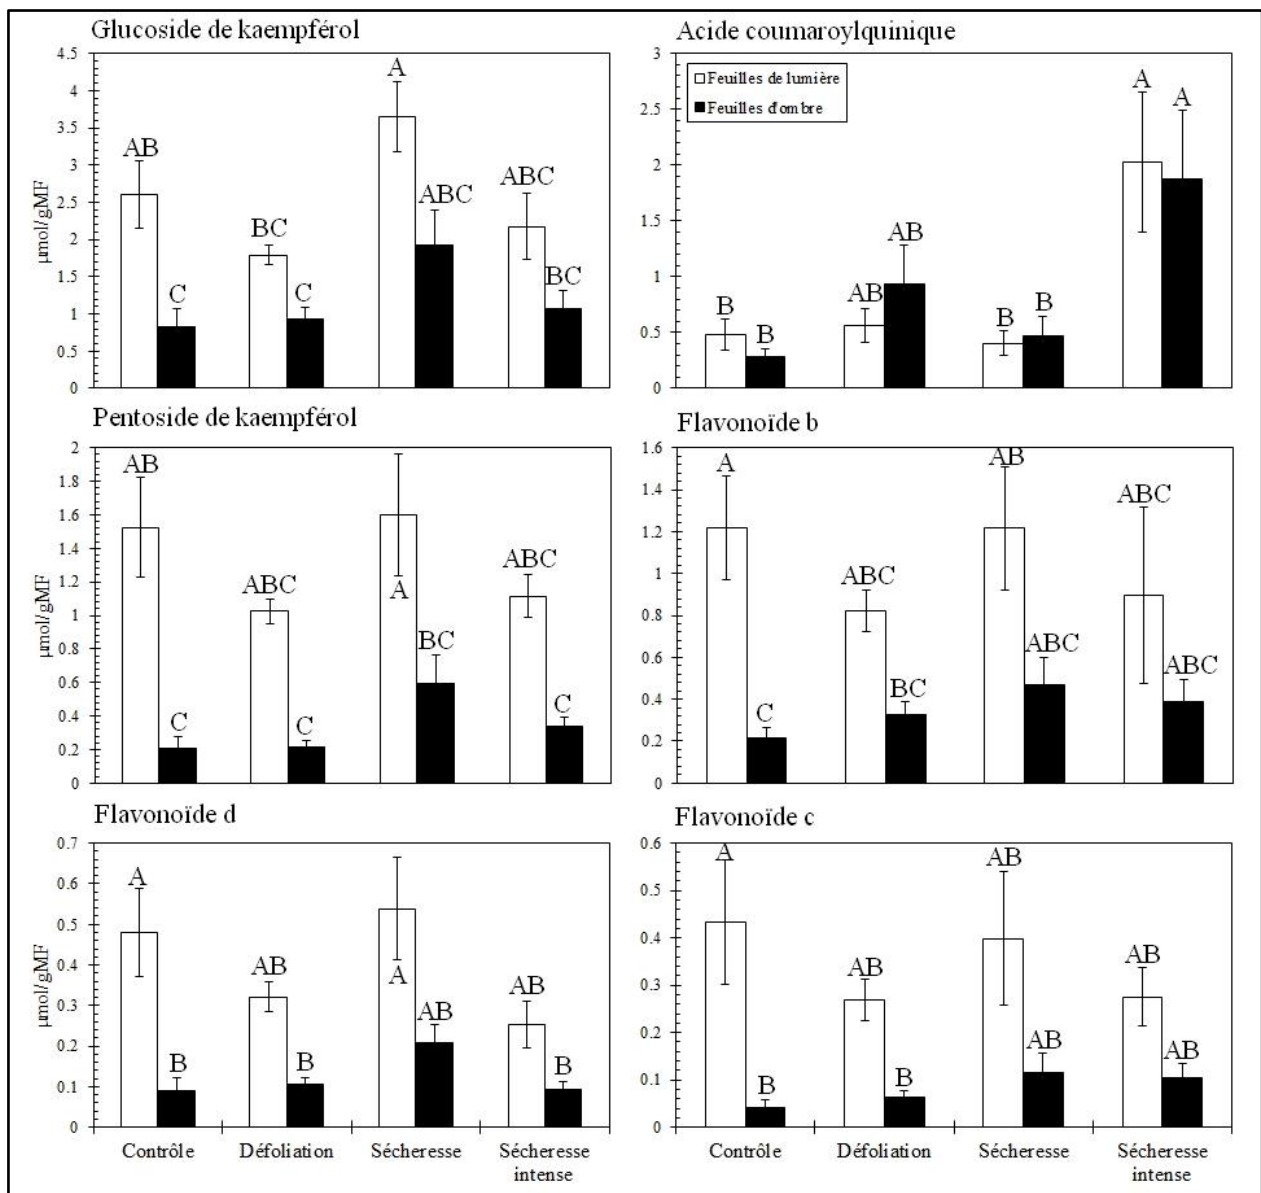 Glucoside de kaempférol
4.5
4
3.5
3
2.5
2
1.5
1
0.5
0
µmol/gMF
AB
C
BC
C
A
ABC
ABC
BC
Acide coumaroylquinique
3
2.5
2
1.5
1
0.5
0
Feuilles de lumière
Feuilles d'ombre
B
B
AB
AB
B
B
A
A
Pentoside de kaempférol
2
1.8
1.6
1.4
1.2
1
0.8
0.6
0.4
0.2
0
µmol/gMF
AB
C
ABC
C
A
BC
ABC
C
Flavonoïde b
1.6
1.4
1.2
1
0.8
0.6
0.4
0.2
0
A
C
ABC
BC
AB
ABC
ABC
ABC
Flavonoïde d
0.7
0.6
0.5
0.4
0.3
0.2
0.1
0
µmol/gMF
A
B
AB
B
A
AB
AB
B
Contrôle
Défoliation
Sécheresse
Sécheresse
intense
Flavonoïde c
0.6
0.5
0.4
0.3
0.2
0.1
0
A
B
AB
B
AB
AB
AB
AB
Contrôle
Défoliation
Sécheresse
Sécheresse
intense